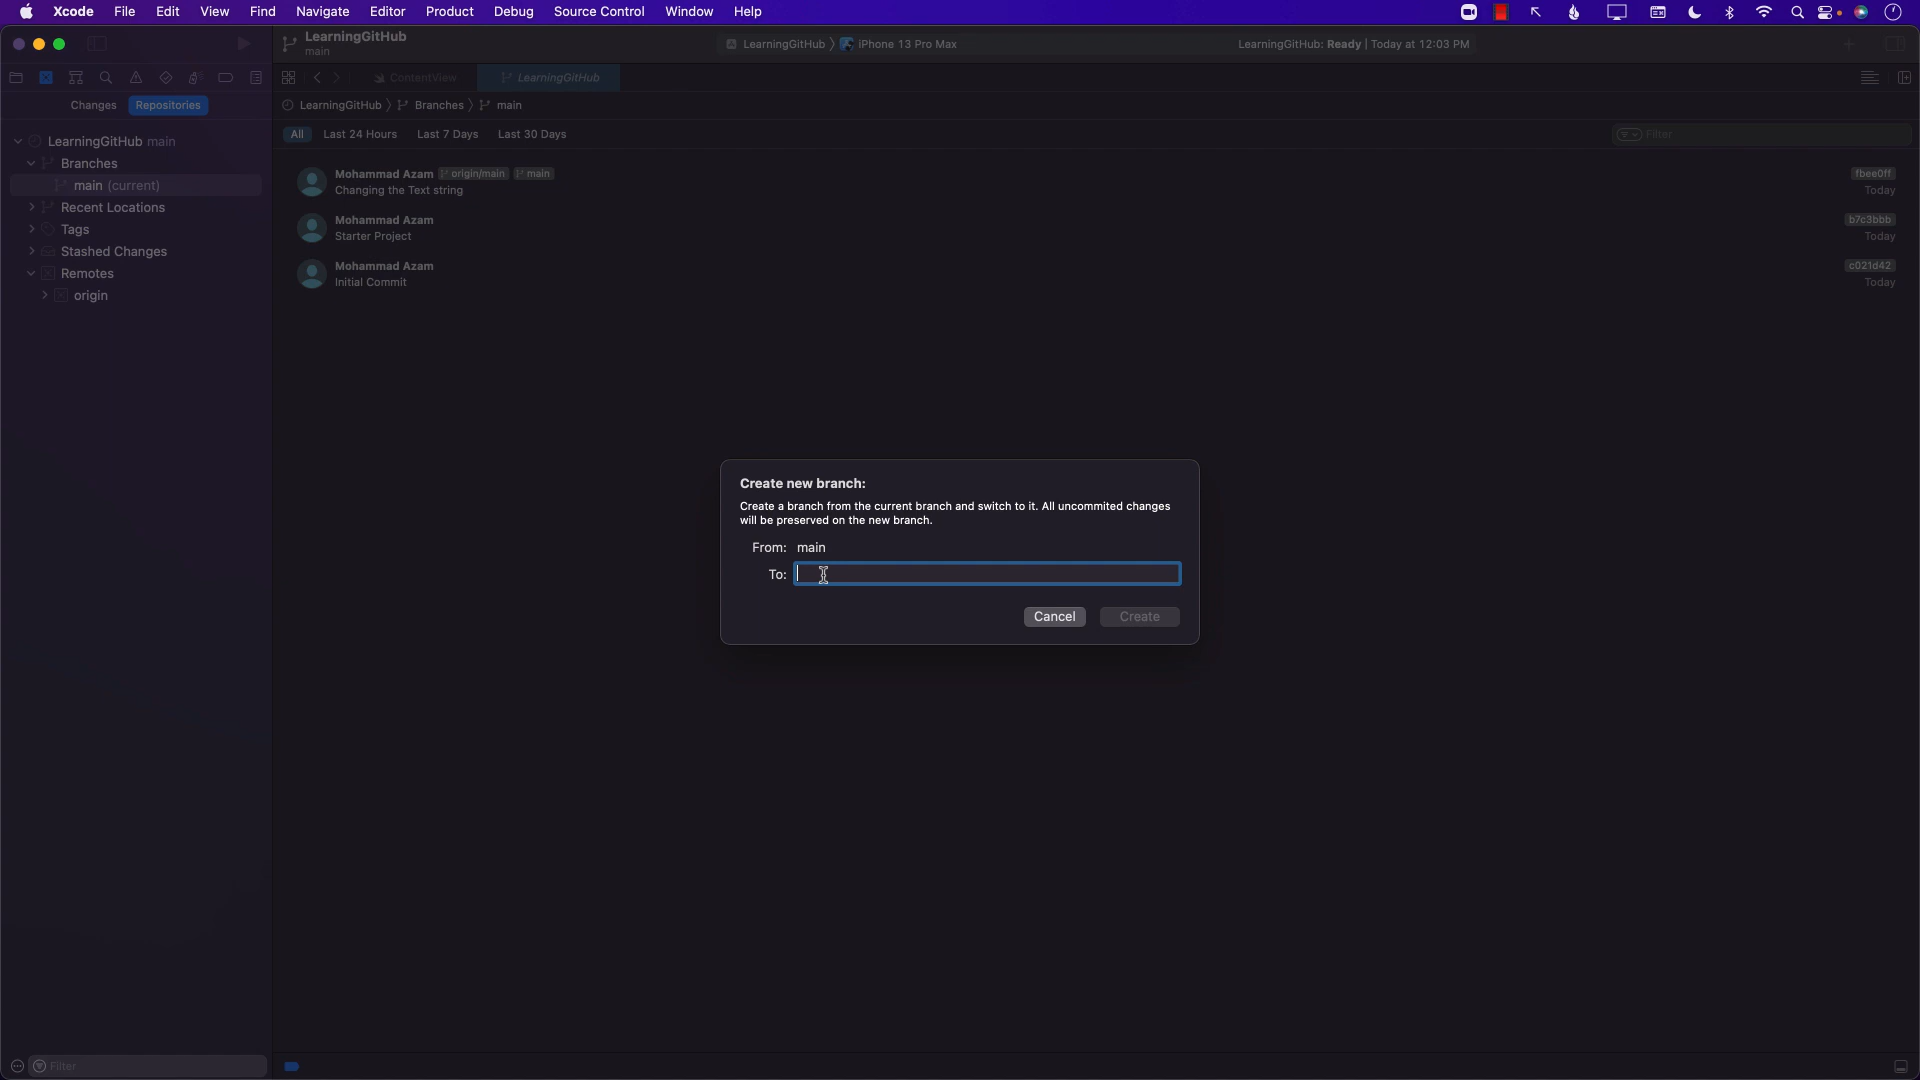 Xcode File Edit View Find Navigate Editor Product Debug Source Control Window Help
LearningGitHub
main
LearningGitHub iPhone 13 Pro Max
LearningGitHub: Ready | Today at 12:03 PM
ContentView
LearningGitHub
Changes Repositories
LearningGitHub Branches main
All Last 24 Hours Last 7 Days Last 30 Days
Filter
LearningGitHub main
Branches
main (current)
Recent Locations
Tags
Stashed Changes
Remotes
origin
Mohammad Azam origin/main main
Changing the Text string
fbee0ff
Today
Mohammad Azam
Starter Project
b7c3bbb
Today
Mohammad Azam
Initial Commit
c021d42
Today
Create new branch:
Create a branch from the current branch and switch to it. All uncommited changes
will be preserved on the new branch.
From: main
To:
Cancel Create
Filter